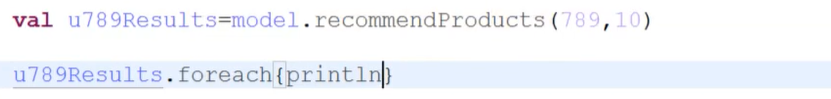 val u789Results=model.recommendProducts(789,10)
u789Results.foreach{println}